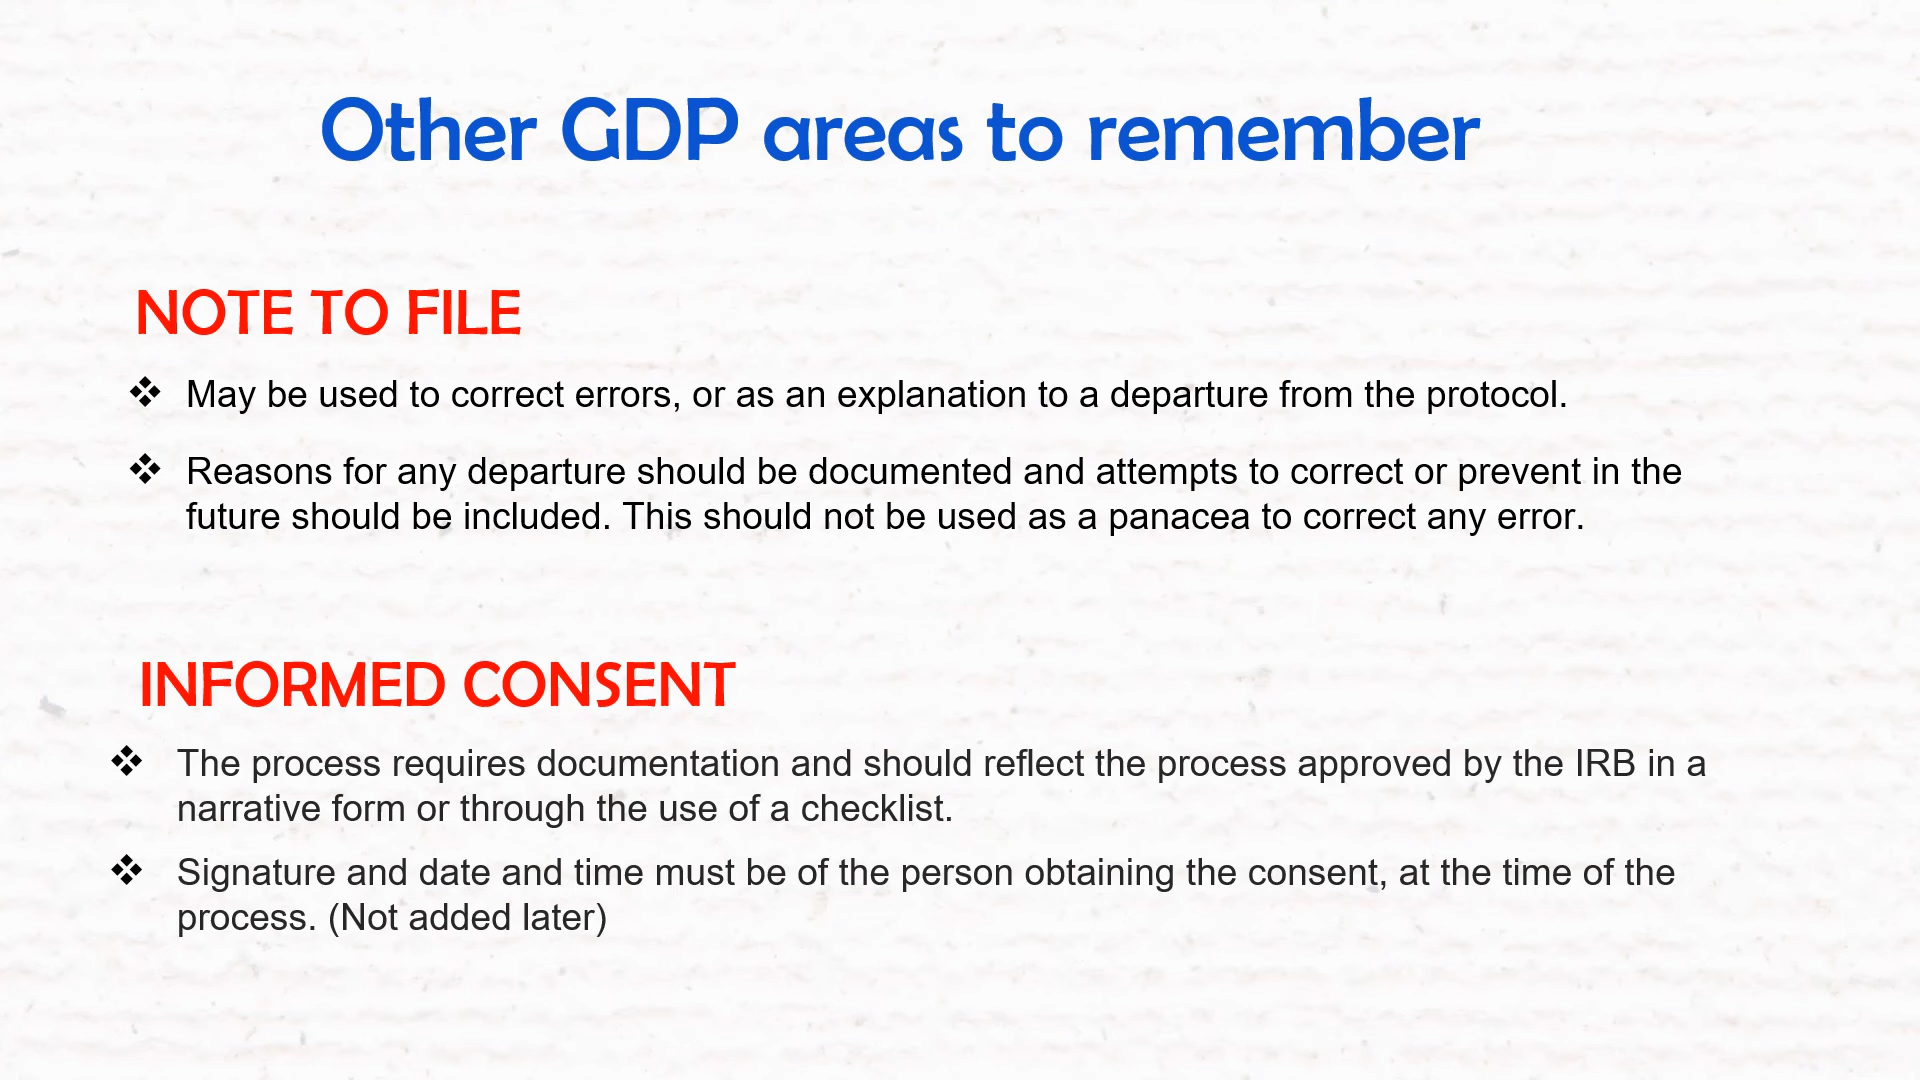 Other GDP areas to remember
NOTE TO FILE
❖ May be used to correct errors, or as an explanation to a departure from the protocol.
❖ Reasons for any departure should be documented and attempts to correct or prevent in the
future should be included. This should not be used as a panacea to correct any error.
INFORMED CONSENT
❖ The process requires documentation and should reflect the process approved by the IRB in a
narrative form or through the use of a checklist.
❖ Signature and date and time must be of the person obtaining the consent, at the time of the
process. (Not added later)